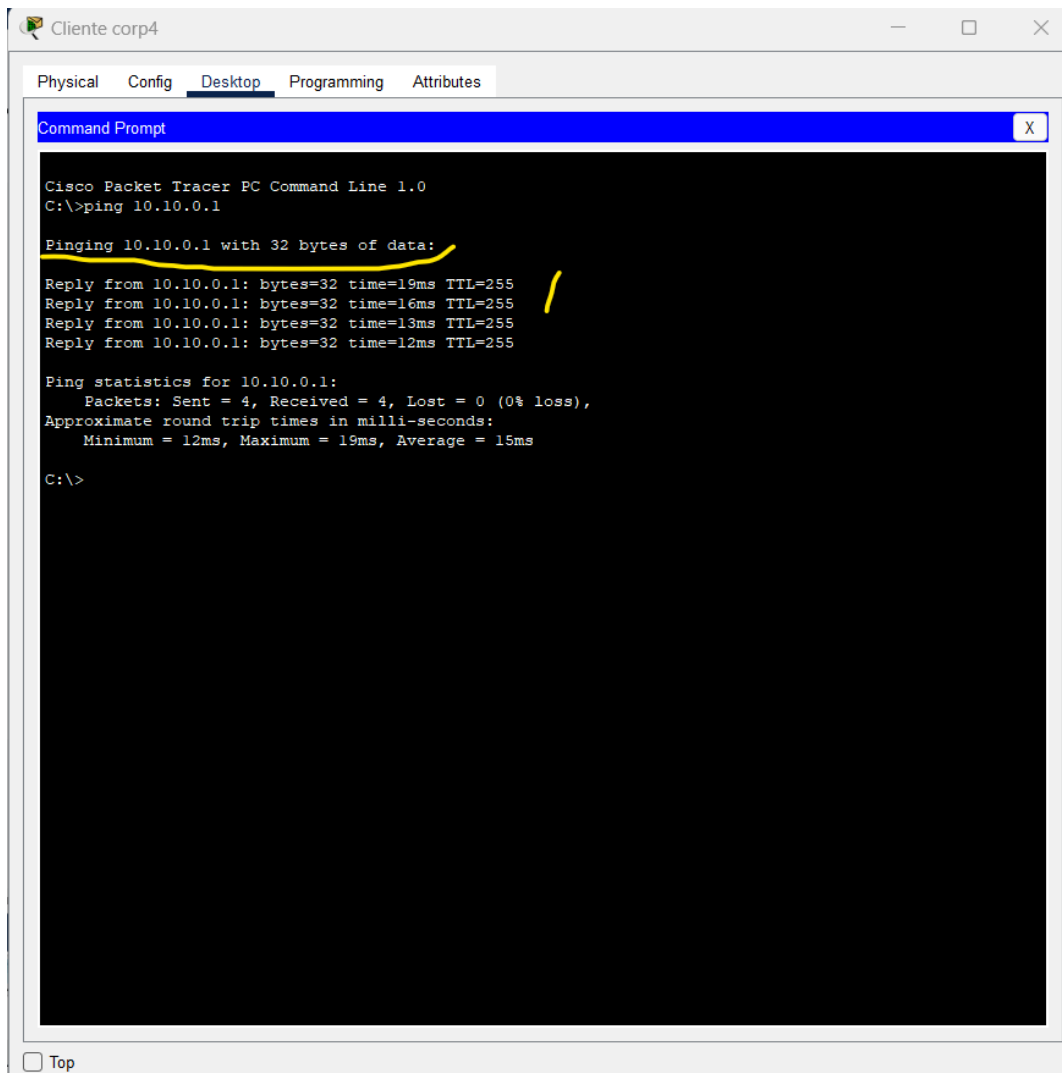 Cliente corp4
Physical Config Desktop Programming Attributes
Command Prompt
X
Cisco Packet Tracer PC Command Line 1.0
C:\>ping 10.10.0.1
Pinging 10.10.0.1 with 32 bytes of data:
Reply from 10.10.0.1: bytes=32 time=19ms TTL=255
Reply from 10.10.0.1: bytes=32 time=16ms TTL=255
Reply from 10.10.0.1: bytes=32 time=13ms TTL=255
Reply from 10.10.0.1: bytes=32 time=12ms TTL=255
Ping statistics for 10.10.0.1:
Packets: Sent = 4, Received = 4, Lost = 0 (0% loss),
Approximate round trip times in milli-seconds:
Minimum = 12ms, Maximum = 19ms, Average = 15ms
C:\>
Top